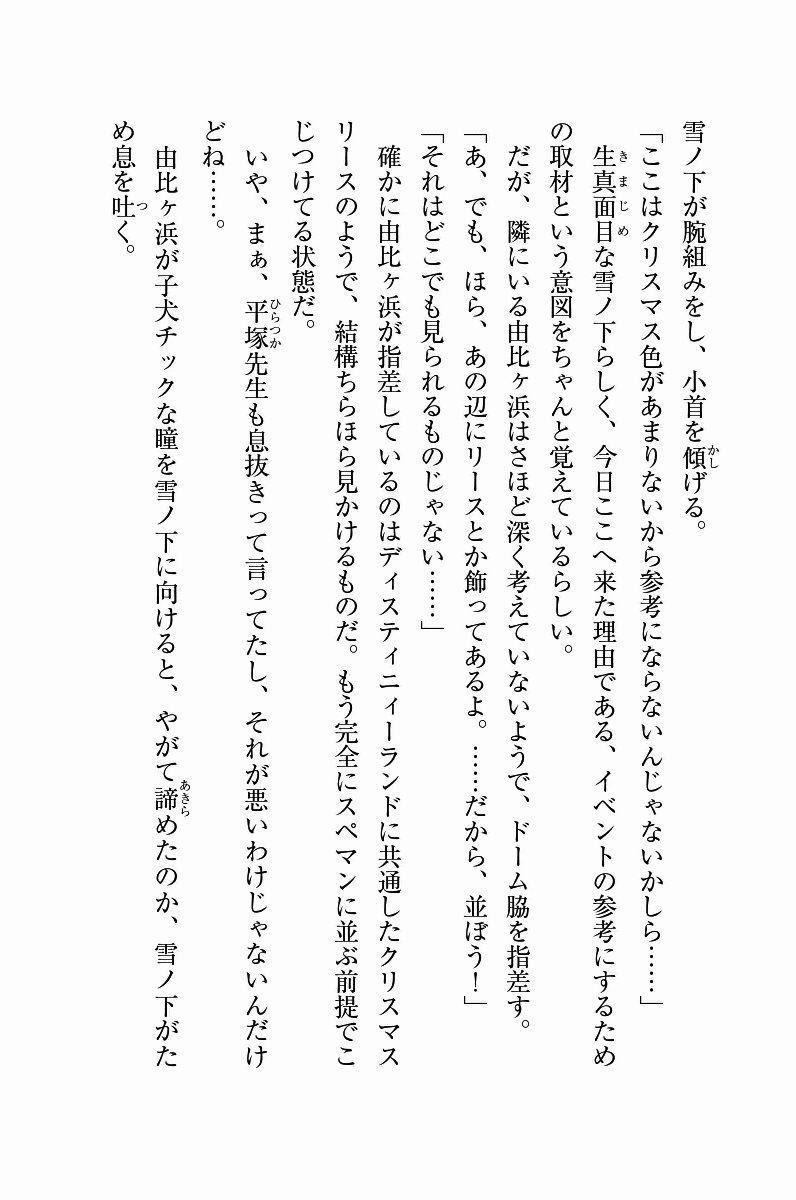 雪ノ下が腕組みをし、小首を傾げる。
「ここはクリスマス色があまりないから参考にならないんじゃないかしら……」
生真面目な雪ノ下らしく、今日ここへ来た理由である、イベントの参考にするため
の取材という意図をちゃんと覚えているらしい。
だが、隣にいる由比ヶ浜はさほど深く考えていないようで、ドーム脇を指差す。
「あ、でも、ほら、あの辺にリースとか飾ってあるよ。……だから、並ぼう！」
「それはどこでも見られるものじゃない……」
確かに由比ヶ浜が指差しているのはディスティニィーランドに共通したクリスマス
リースのようで、結構ちらほら見かけるものだ。もう完全にスペマンに並ぶ前提でこ
じつけてる状態だ。
いや、まぁ、平塚先生も息抜きって言ってたし、それが悪いわけじゃないんだけ
どね……。
由比ヶ浜が子犬チックな瞳を雪ノ下に向けると、やがて諦めたのか、雪ノ下がた
め息を吐く。